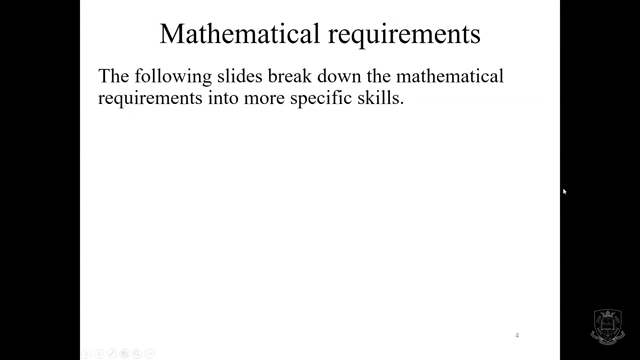 Mathematical requirements
The following slides break down the mathematical
requirements into more specific skills.
4